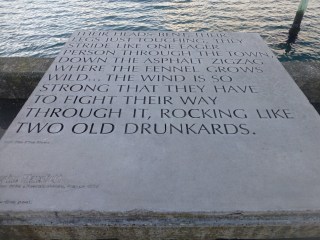 THEIR HEADS BENT, THEIR
LEGS JUST TOUCHING, THEY
STRIDE LIKE ONE EAGER
PERSON THROUGH THE TOWN,
DOWN THE ASPHALT ZIGZAG
WHERE THE FENNEL GROWS
WILD... THE WIND IS SO
STRONG THAT THEY HAVE
TO FIGHT THEIR WAY
THROUGH IT, ROCKING LIKE
TWO OLD DRUNKARDS.